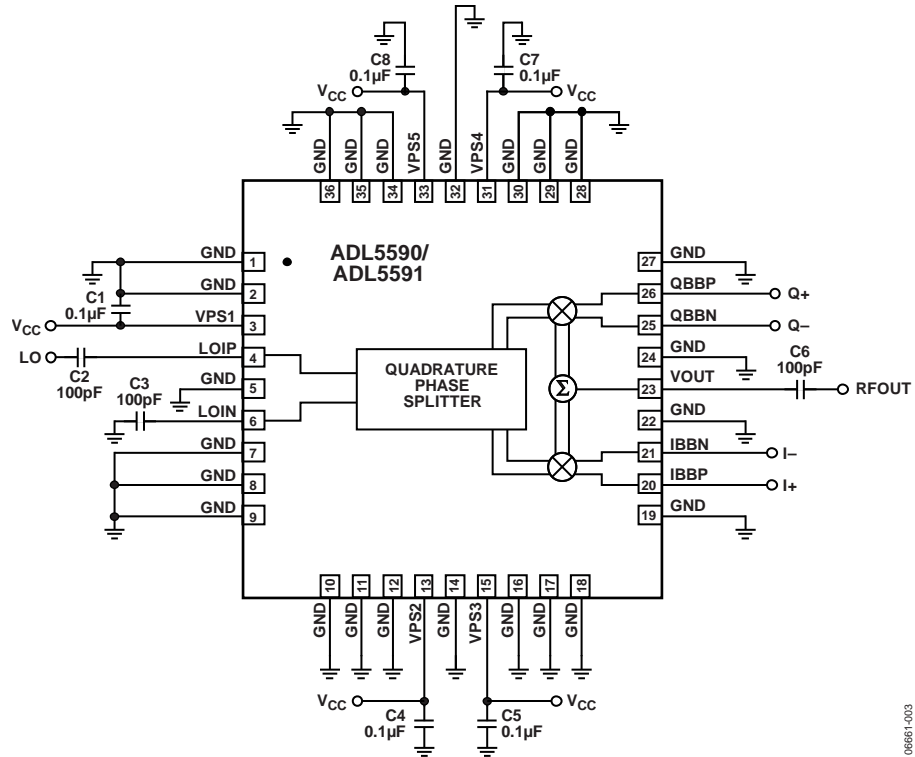 C8
0.1µF
C7
0.1µF
VCC
VCC
GND
GND
GND
VPS5
GND
VPS4
GND
GND
GND
36
35
34
33
32
31
30
29
28
ADL5590/
ADL5591
GND
1
GND
2
C1
0.1µF
VCC
VPS1
3
LO
C2
100pF
LOIP
4
GND
5
C3
100pF
LOIN
6
GND
7
GND
8
GND
9
QUADRATURE
PHASE
SPLITTER
Σ
27
GND
26
QBBP
Q+
25
QBBN
Q–
24
GND
C6
100pF
23
VOUT
RFOUT
22
GND
21
IBBN
I–
20
IBBP
I+
19
GND
10
11
12
13
14
15
16
17
18
GND
GND
GND
VPS2
GND
VPS3
GND
GND
GND
VCC
C4
0.1µF
C5
0.1µF
VCC
06661-003